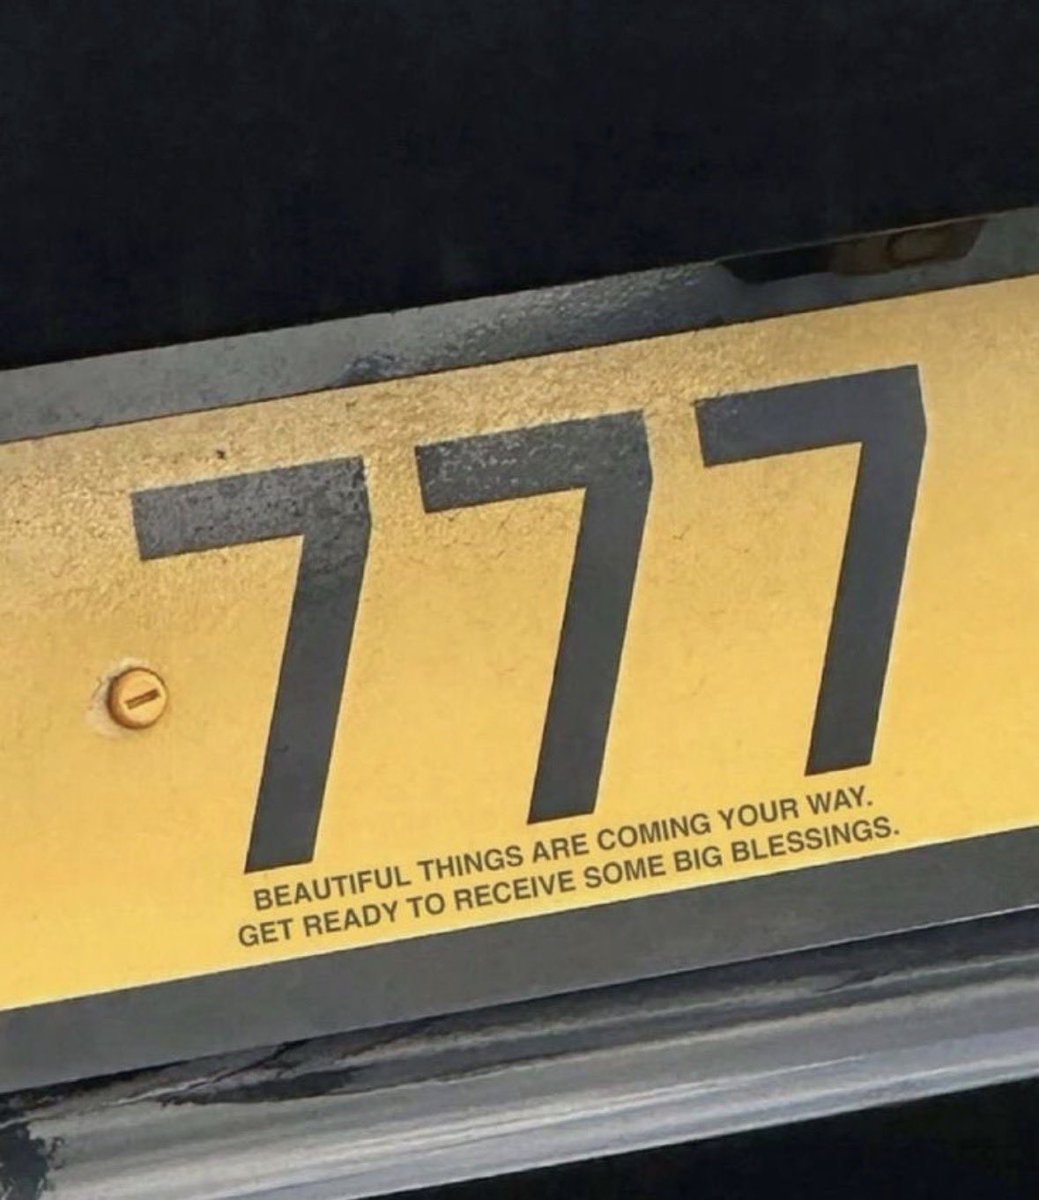 777
BEAUTIFUL THINGS ARE COMING YOUR WAY.
GET READY TO RECEIVE SOME BIG BLESSINGS.